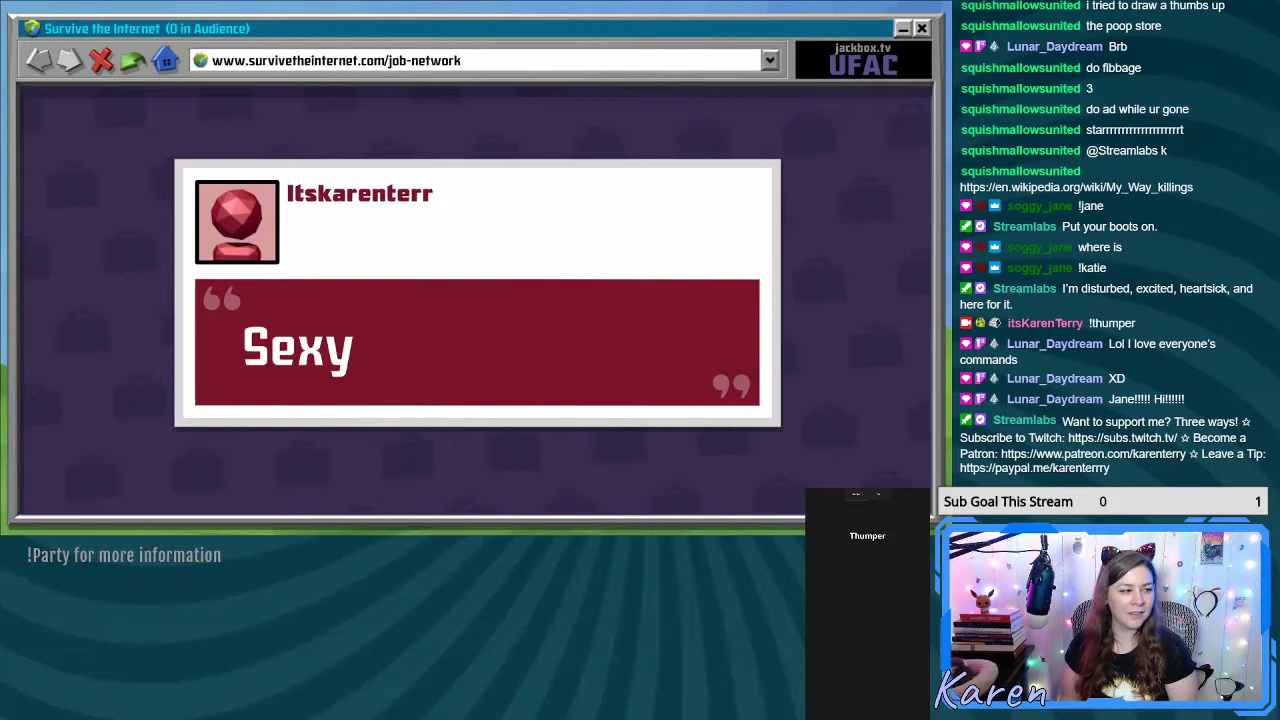 Survive the Internet (0 in Audience)
www.survivetheinternet.com/job-network
jackbox.tv
UFAC
Itskarenterr
“
Sexy
”
!Party for more information
Thumper
squishmallowsunited i tried to draw a thumbs up
squishmallowsunited the poop store
Lunar_Daydream Brb
squishmallowsunited do fibbage
squishmallowsunited 3
squishmallowsunited do ad while ur gone
squishmallowsunited starrrrrrrrrrrrrrrrrrt
squishmallowsunited @Streamlabs k
squishmallowsunited
https://en.wikipedia.org/wiki/My_Way_killings
soggy_jane !jane
Streamlabs Put your boots on.
soggy_jane where is
soggy_jane !katie
Streamlabs I’m disturbed, excited, heartsick, and
here for it.
itsKarenTerry !thumper
Lunar_Daydream Lol I love everyone’s
commands
Lunar_Daydream XD
Lunar_Daydream Jane!!!!! Hi!!!!!!
Streamlabs Want to support me? Three ways! ☆
Subscribe to Twitch: https://subs.twitch.tv/ ☆ Become a
Patron: https://www.patreon.com/karenterry ☆ Leave a Tip:
https://paypal.me/karenterrry
Sub Goal This Stream 0 1
Karen